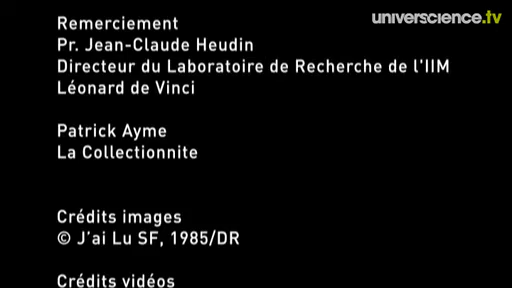 universcience.tv
Remerciement
Pr. Jean-Claude Heudin
Directeur du Laboratoire de Recherche de l'IIM
Léonard de Vinci
Patrick Ayme
La Collectionnite
Crédits images
© J'ai Lu SF, 1985/DR
Crédits vidéos